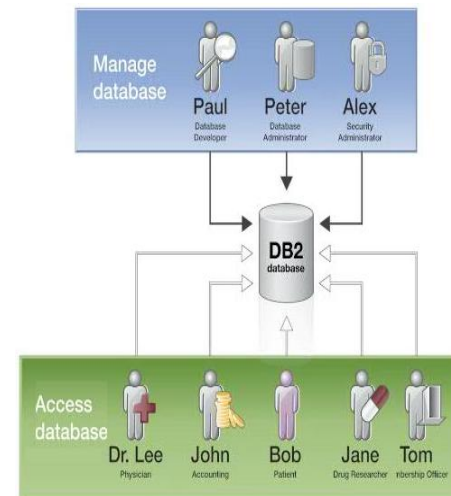 Manage
database
Paul
Database
Developer
Peter
Database
Administrator
Alex
Security
Administrator
DB2
database
Access
database
Dr. Lee
Physician
John
Accounting
Bob
Patient
Jane
Drug Researcher
Tom
nbership Officer